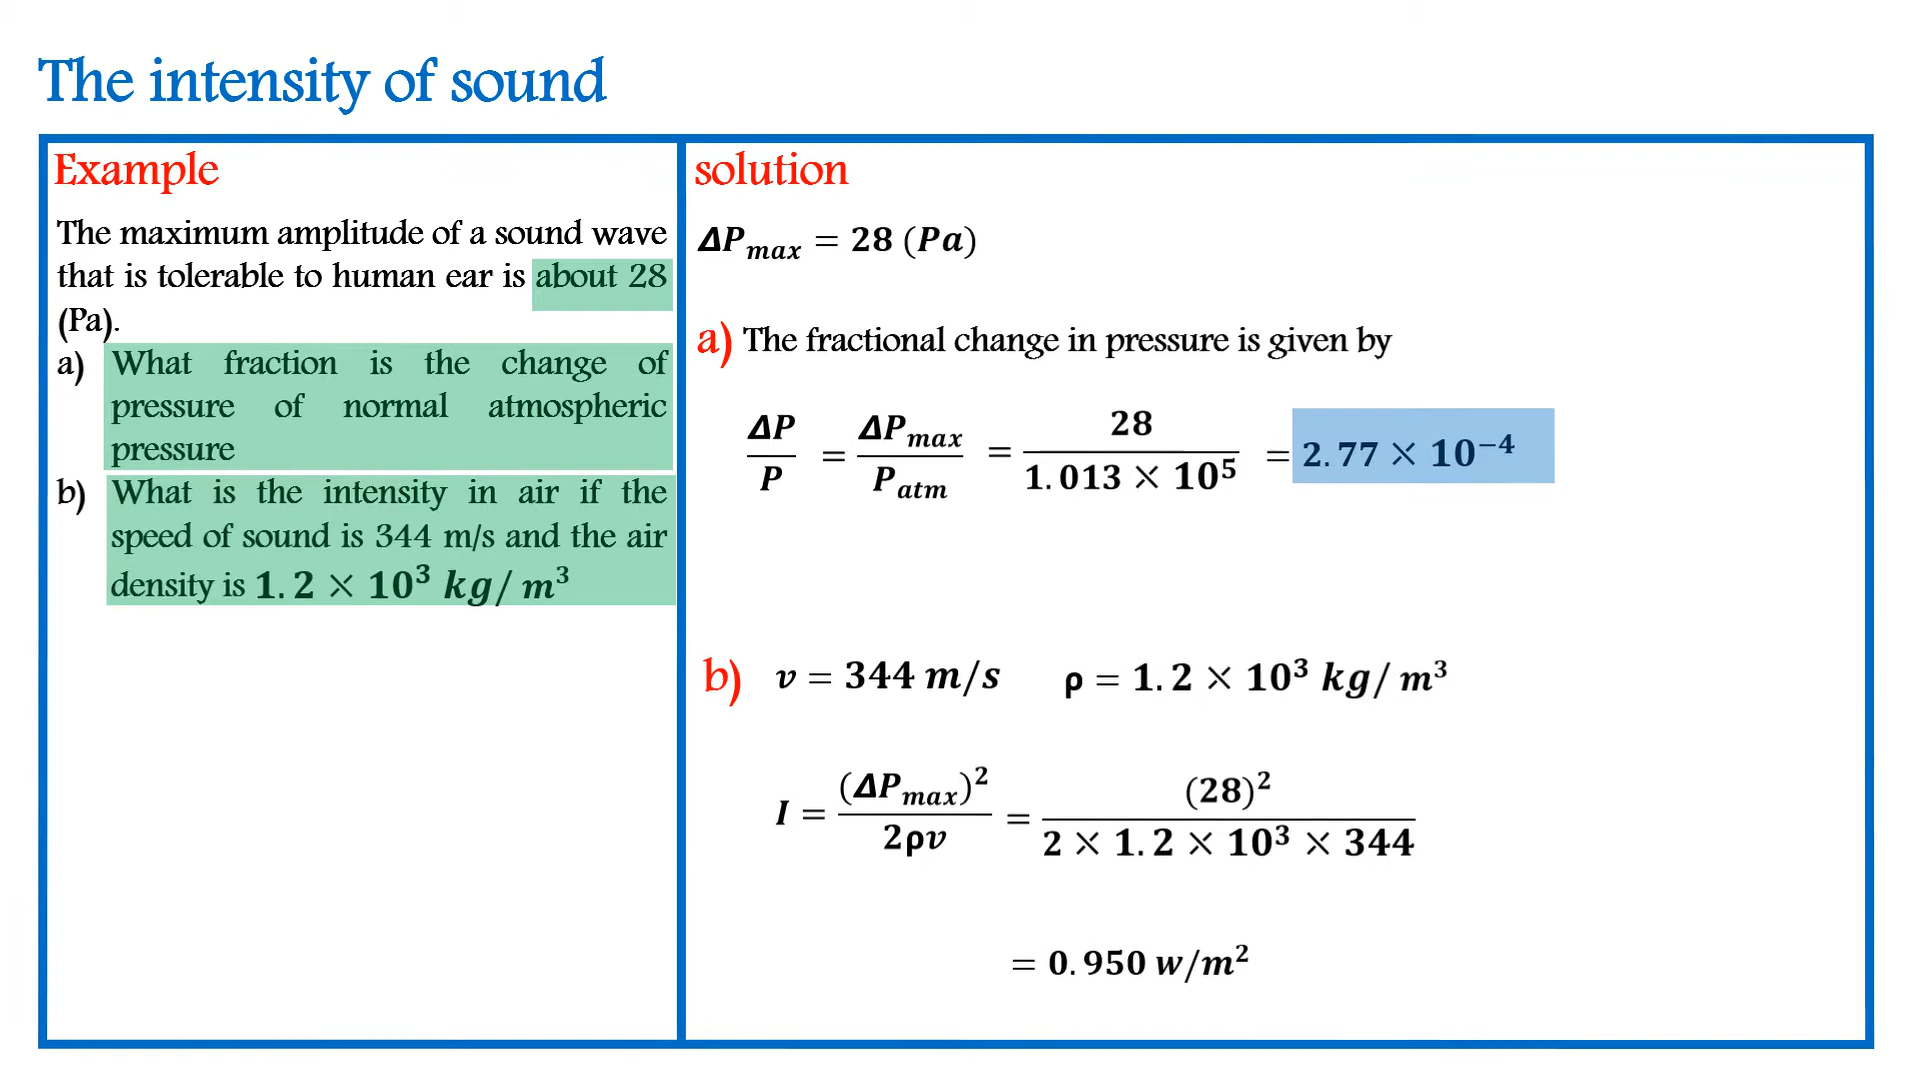 The intensity of sound
Example
The maximum amplitude of a sound wave
that is tolerable to human ear is about 28
(Pa).
a) What fraction is the change of
pressure of normal atmospheric
pressure
b) What is the intensity in air if the
speed of sound is 344 m/s and the air
density is 1.2 × 10³ kg/ m³
solution
ΔP_max = 28 (Pa)
a) The fractional change in pressure is given by
ΔP/P = ΔP_max/P_atm = 28/(1.013 × 10⁵) = 2.77 × 10⁻⁴
b) v = 344 m/s ρ = 1.2 × 10³ kg/ m³
I = (ΔP_max)²/2ρv = (28)²/(2 × 1.2 × 10³ × 344)
= 0.950 w/m²